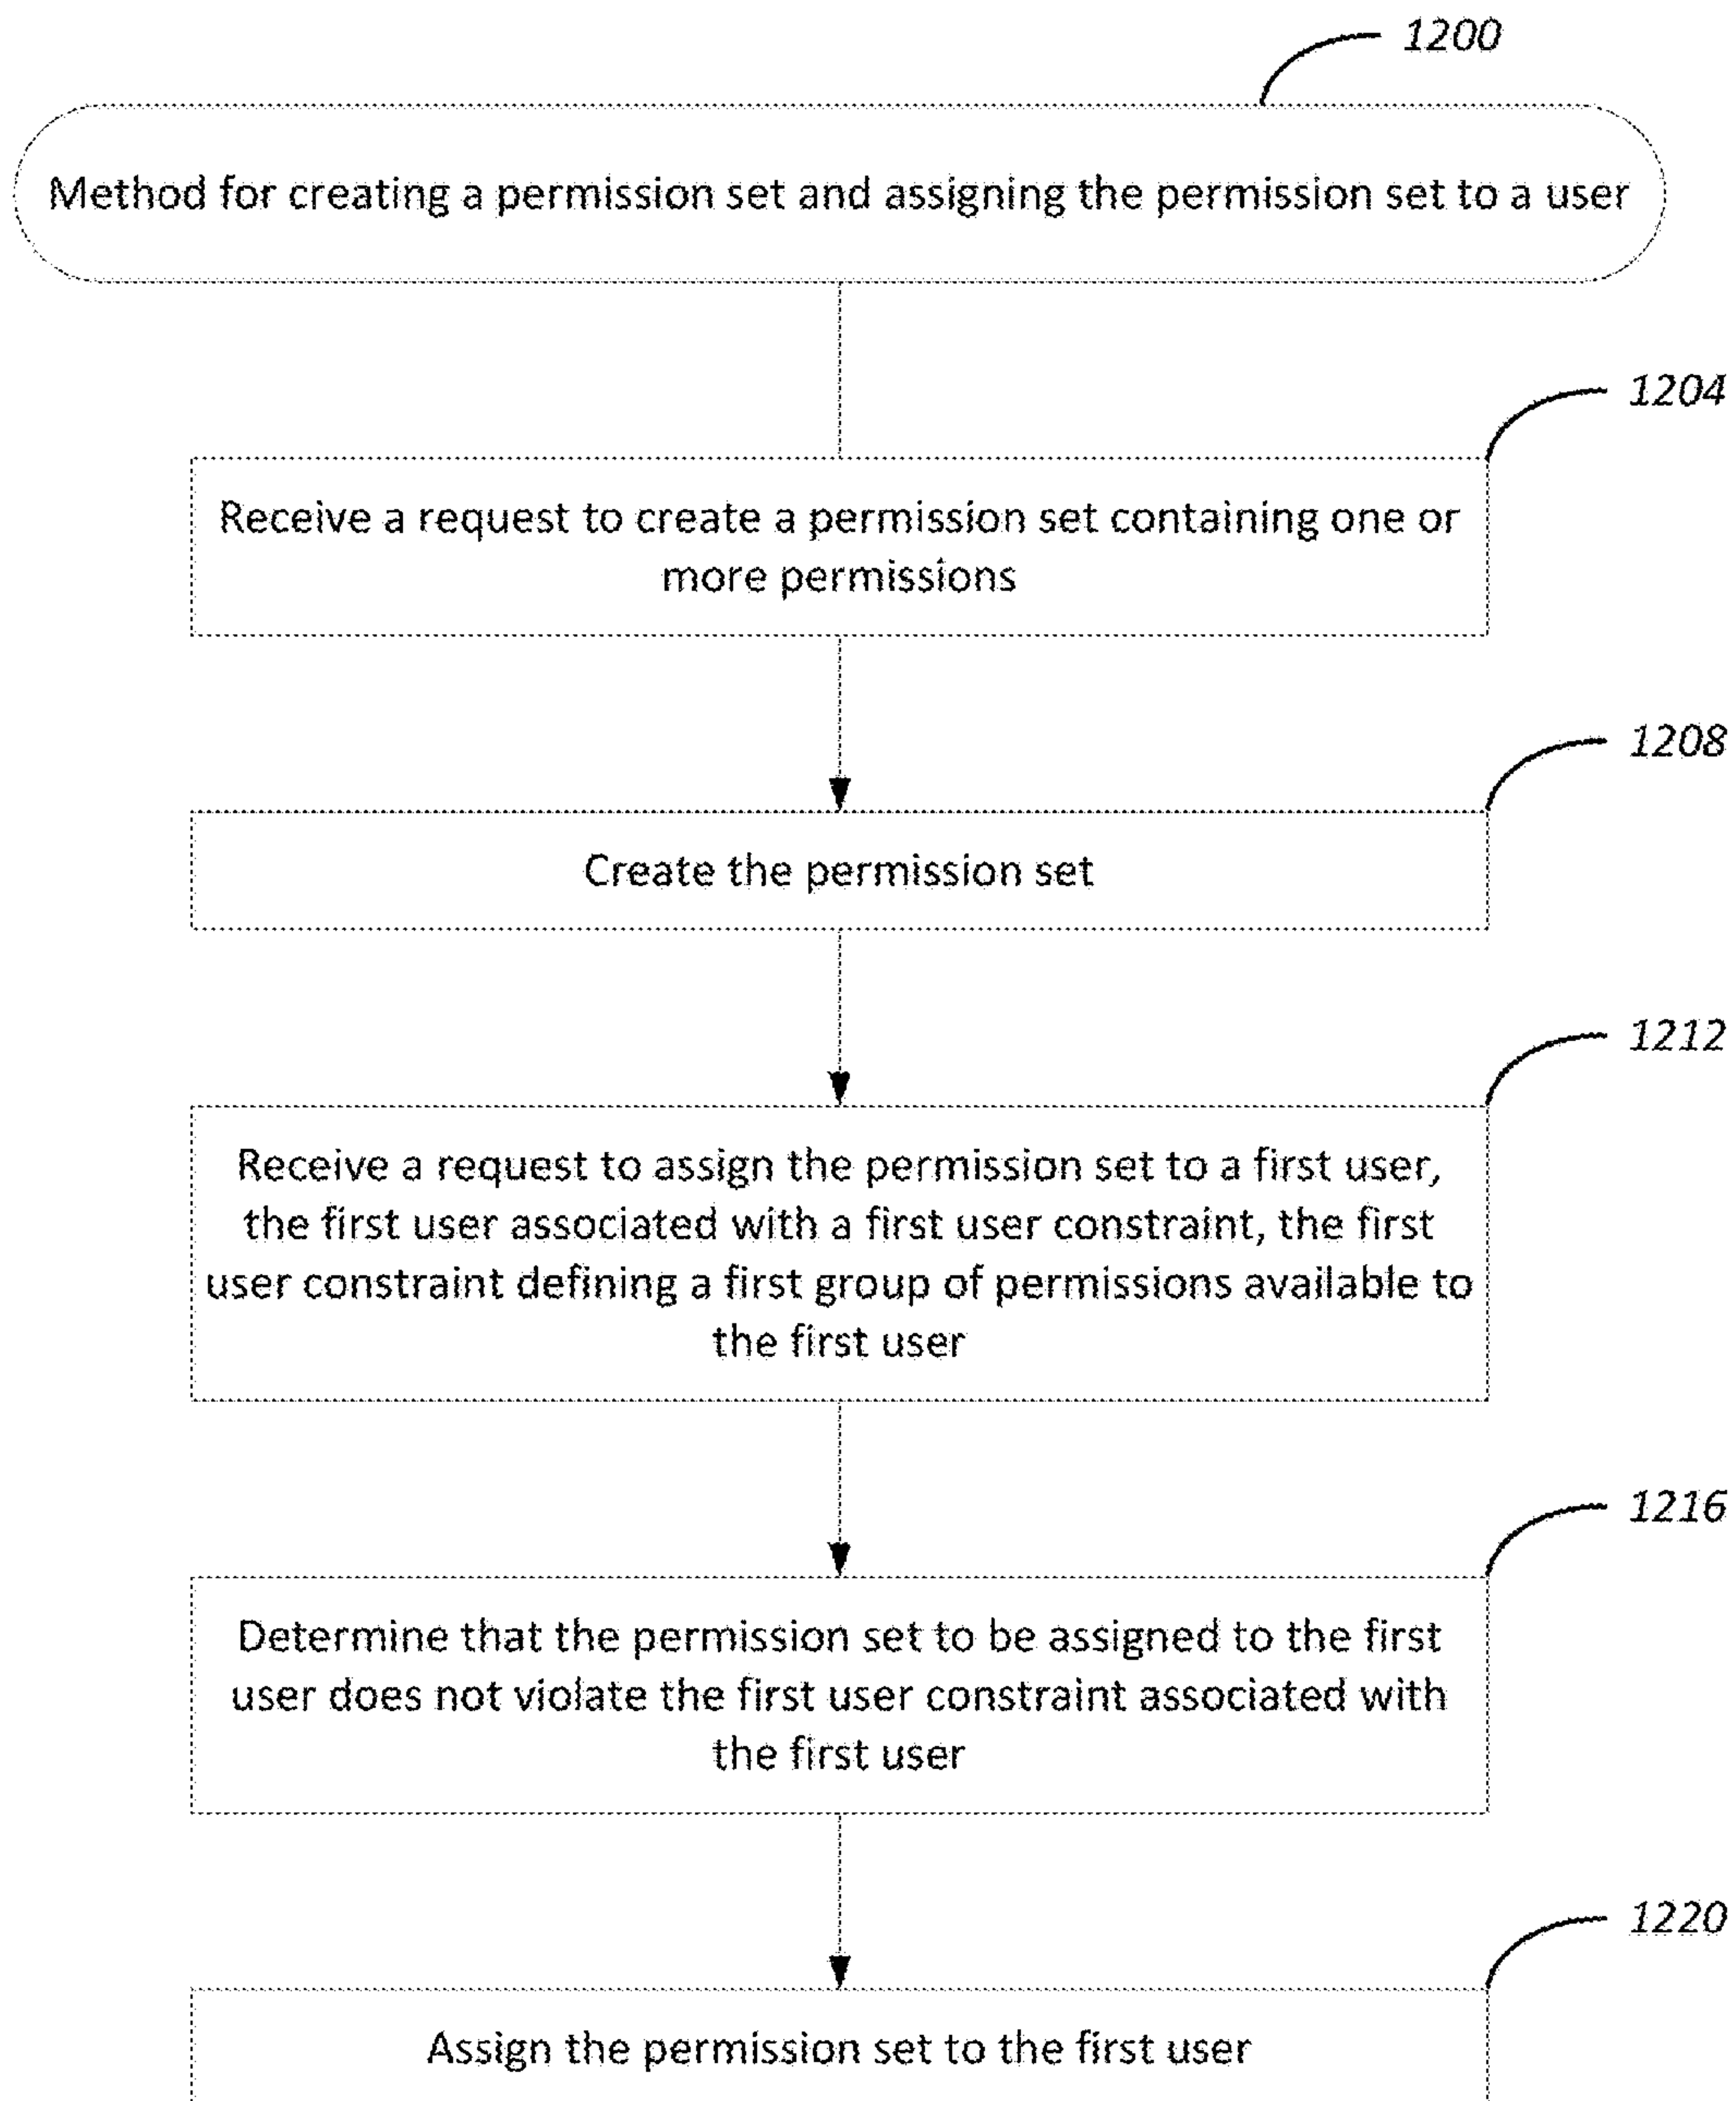 1200
Method for creating a permission set and assigning the permission set to a user
1204
Receive a request to create a permission set containing one or
more permissions
1208
Create the permission set
1212
Receive a request to assign the permission set to a first user,
the first user associated with a first user constraint, the first
user constraint defining a first group of permissions available to
the first user
1216
Determine that the permission set to be assigned to the first
user does not violate the first user constraint associated with
the first user
1220
Assign the permission set to the first user